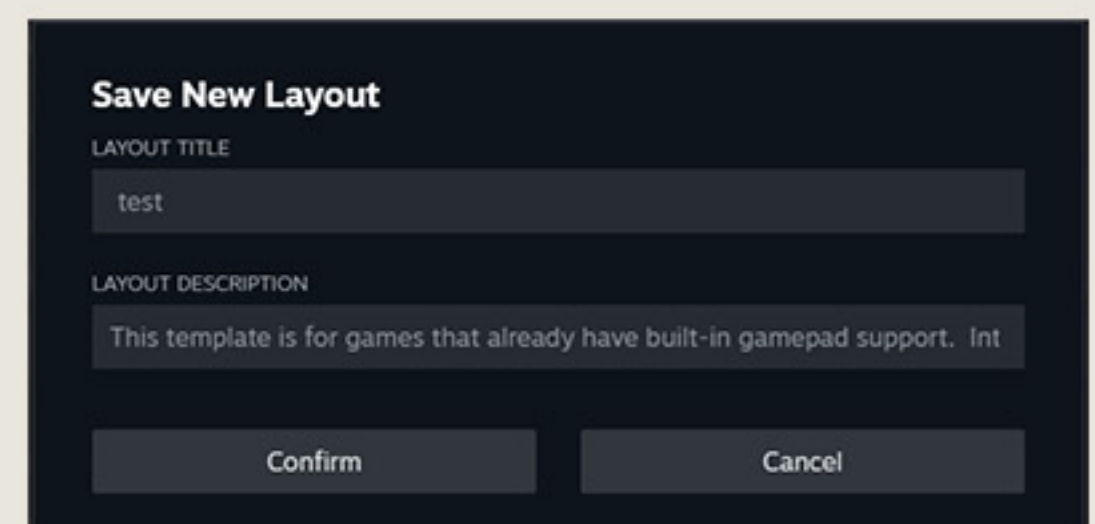 Save New Layout
LAYOUT TITLE
test
LAYOUT DESCRIPTION
This template is for games that already have built-in gamepad support.  Int
Confirm
Cancel